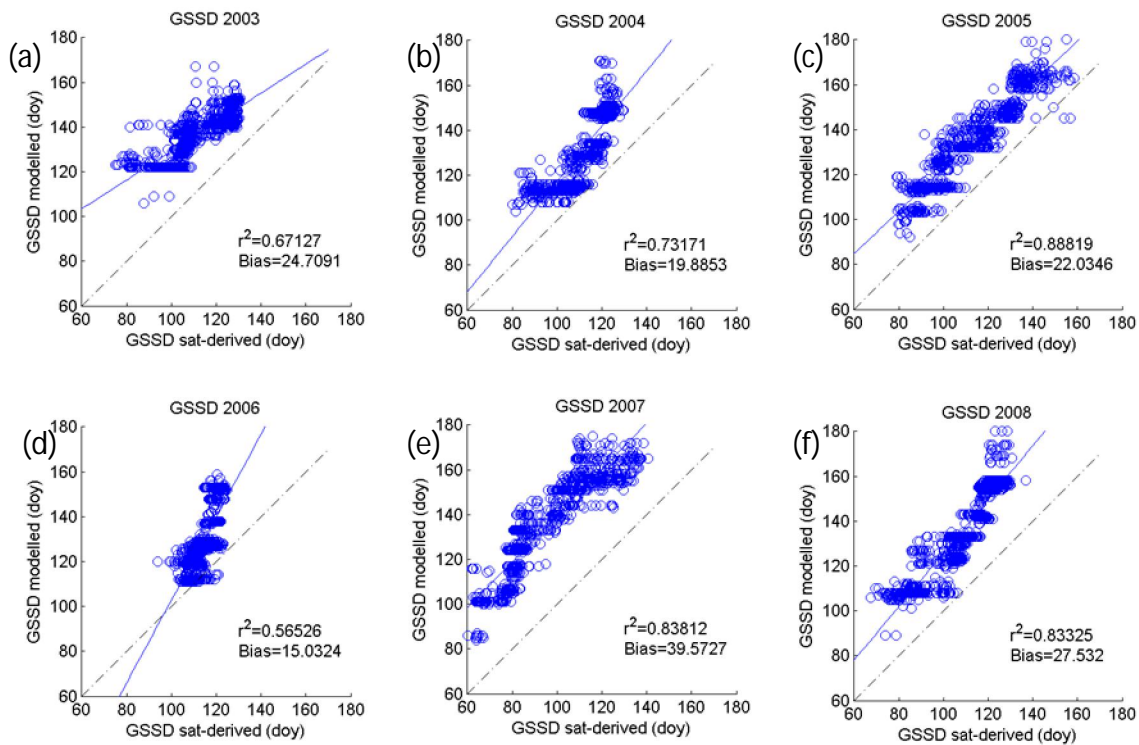 (a)
GSSD 2003
GSSD modelled (doy)
180
160
140
120
100
80
60
r²=0.67127
Bias=24.7091
60 80 100 120 140 160 180
GSSD sat-derived (doy)
(b)
GSSD 2004
GSSD modelled (doy)
180
160
140
120
100
80
60
r²=0.73171
Bias=19.8853
60 80 100 120 140 160 180
GSSD sat-derived (doy)
(c)
GSSD 2005
GSSD modelled (doy)
180
160
140
120
100
80
60
r²=0.88819
Bias=22.0346
60 80 100 120 140 160 180
GSSD sat-derived (doy)
(d)
GSSD 2006
GSSD modelled (doy)
180
160
140
120
100
80
60
r²=0.56526
Bias=15.0324
60 80 100 120 140 160 180
GSSD sat-derived (doy)
(e)
GSSD 2007
GSSD modelled (doy)
180
160
140
120
100
80
60
r²=0.83812
Bias=39.5727
60 80 100 120 140 160 180
GSSD sat-derived (doy)
(f)
GSSD 2008
GSSD modelled (doy)
180
160
140
120
100
80
60
r²=0.83325
Bias=27.532
60 80 100 120 140 160 180
GSSD sat-derived (doy)